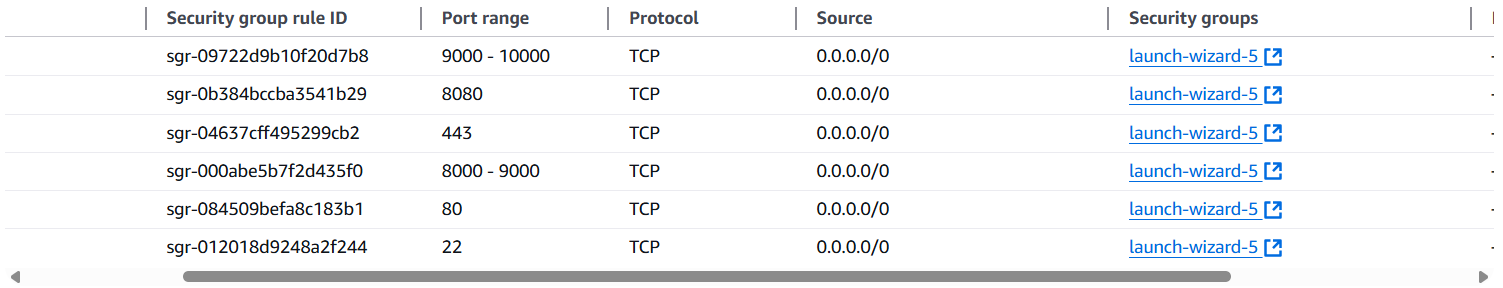 Security group rule ID Port range Protocol Source Security groups
sgr-09722d9b10f20d7b8 9000 - 10000 TCP 0.0.0.0/0 launch-wizard-5
sgr-0b384bccba3541b29 8080 TCP 0.0.0.0/0 launch-wizard-5
sgr-04637cff495299cb2 443 TCP 0.0.0.0/0 launch-wizard-5
sgr-000abe5b7f2d435f0 8000 - 9000 TCP 0.0.0.0/0 launch-wizard-5
sgr-084509befa8c183b1 80 TCP 0.0.0.0/0 launch-wizard-5
sgr-012018d9248a2f244 22 TCP 0.0.0.0/0 launch-wizard-5